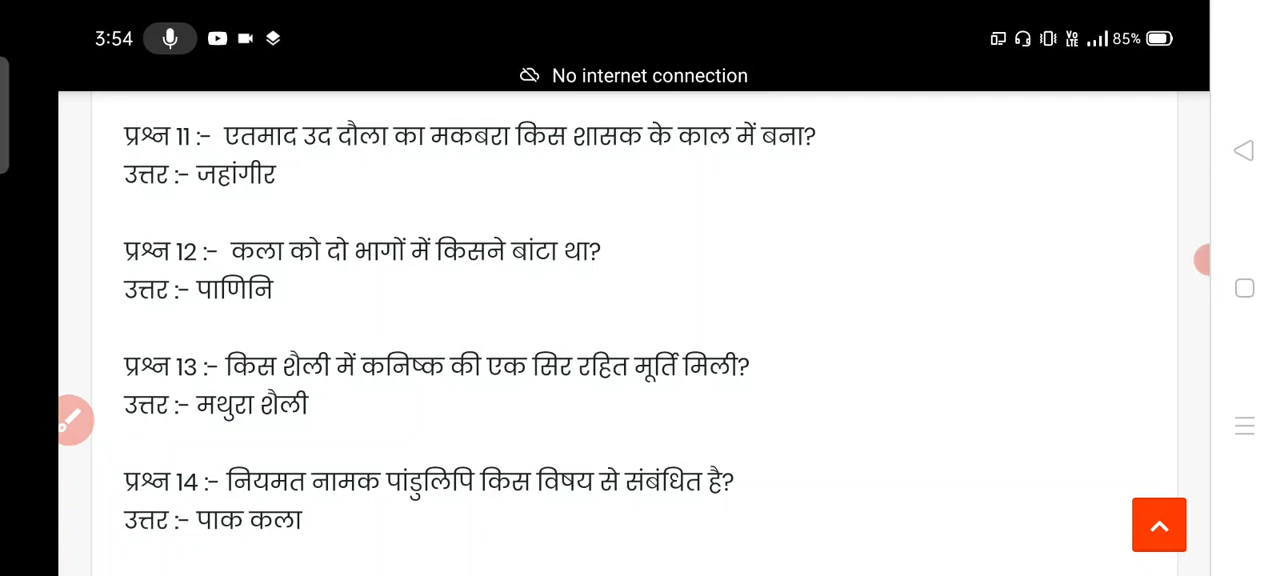 3:54
Vo LTE 85%
No internet connection
प्रश्न 11 :- एतमाद उद दौला का मकबरा किस शासक के काल में बना?
उत्तर :- जहांगीर
प्रश्न 12 :- कला को दो भागों में किसने बांटा था?
उत्तर :- पाणिनि
प्रश्न 13 :- किस शैली में कनिष्क की एक सिर रहित मूर्ति मिली?
उत्तर :- मथुरा शैली
प्रश्न 14 :- नियमत नामक पांडुलिपि किस विषय से संबंधित है?
उत्तर :- पाक कला